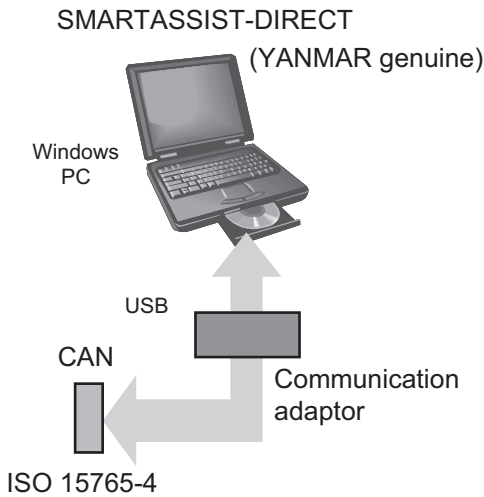 SMARTASSIST-DIRECT
(YANMAR genuine)
Windows
PC
USB
CAN
Communication
adaptor
ISO 15765-4